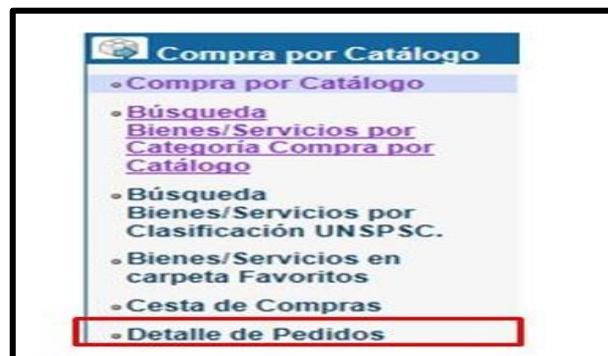 Compra por Catálogo
Compra por Catálogo
Búsqueda
Bienes/Servicios por
Categoría Compra por
Catálogo
Búsqueda
Bienes/Servicios por
Clasificación UNSPSC.
Bienes/Servicios en
carpeta Favoritos
Cesta de Compras
Detalle de Pedidos